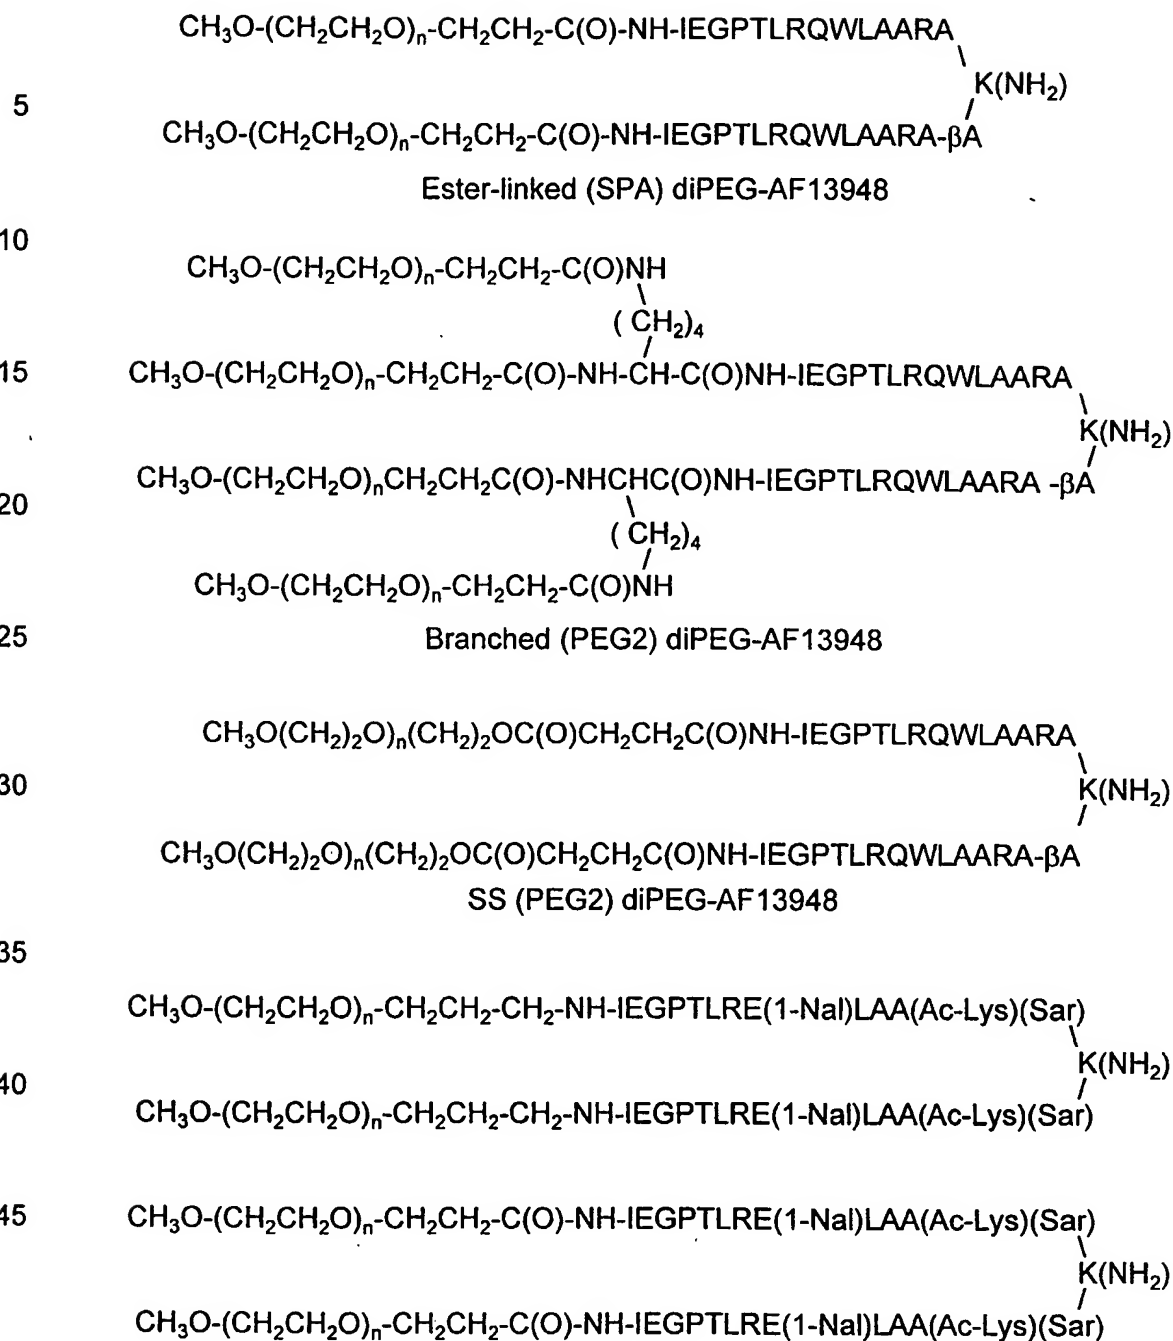 CH₃O-(CH₂CH₂O)ₙ-CH₂CH₂-C(O)-NH-IEGPTLRQWLAARA
K(NH₂)
5
CH₃O-(CH₂CH₂O)ₙ-CH₂CH₂-C(O)-NH-IEGPTLRQWLAARA-βA
Ester-linked (SPA) diPEG-AF13948
10
CH₃O-(CH₂CH₂O)ₙ-CH₂CH₂-C(O)NH
( CH₂)₄
15 CH₃O-(CH₂CH₂O)ₙ-CH₂CH₂-C(O)-NH-CH-C(O)NH-IEGPTLRQWLAARA
K(NH₂)
CH₃O-(CH₂CH₂O)ₙCH₂CH₂C(O)-NHCHC(O)NH-IEGPTLRQWLAARA -βA
20
( CH₂)₄
CH₃O-(CH₂CH₂O)ₙ-CH₂CH₂-C(O)NH
25 Branched (PEG2) diPEG-AF13948
CH₃O(CH₂)₂O)ₙ(CH₂)₂OC(O)CH₂CH₂C(O)NH-IEGPTLRQWLAARA
30 K(NH₂)
CH₃O(CH₂)₂O)ₙ(CH₂)₂OC(O)CH₂CH₂C(O)NH-IEGPTLRQWLAARA-βA
SS (PEG2) diPEG-AF13948
35
CH₃O-(CH₂CH₂O)ₙ-CH₂CH₂-CH₂-NH-IEGPTLRE(1-Nal)LAA(Ac-Lys)(Sar)
K(NH₂)
40
CH₃O-(CH₂CH₂O)ₙ-CH₂CH₂-CH₂-NH-IEGPTLRE(1-Nal)LAA(Ac-Lys)(Sar)
45 CH₃O-(CH₂CH₂O)ₙ-CH₂CH₂-C(O)-NH-IEGPTLRE(1-Nal)LAA(Ac-Lys)(Sar)
K(NH₂)
CH₃O-(CH₂CH₂O)ₙ-CH₂CH₂-C(O)-NH-IEGPTLRE(1-Nal)LAA(Ac-Lys)(Sar)